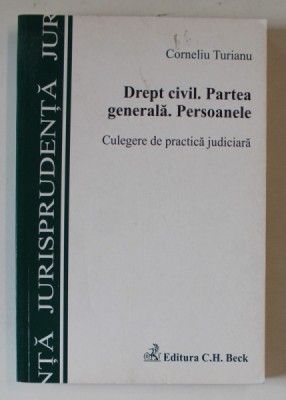 Corneliu Turianu
Drept civil. Partea
generală. Persoanele
Culegere de practică judiciară
Editura C.H. Beck
NȚĂ JURISPRUDENȚĂ JUR